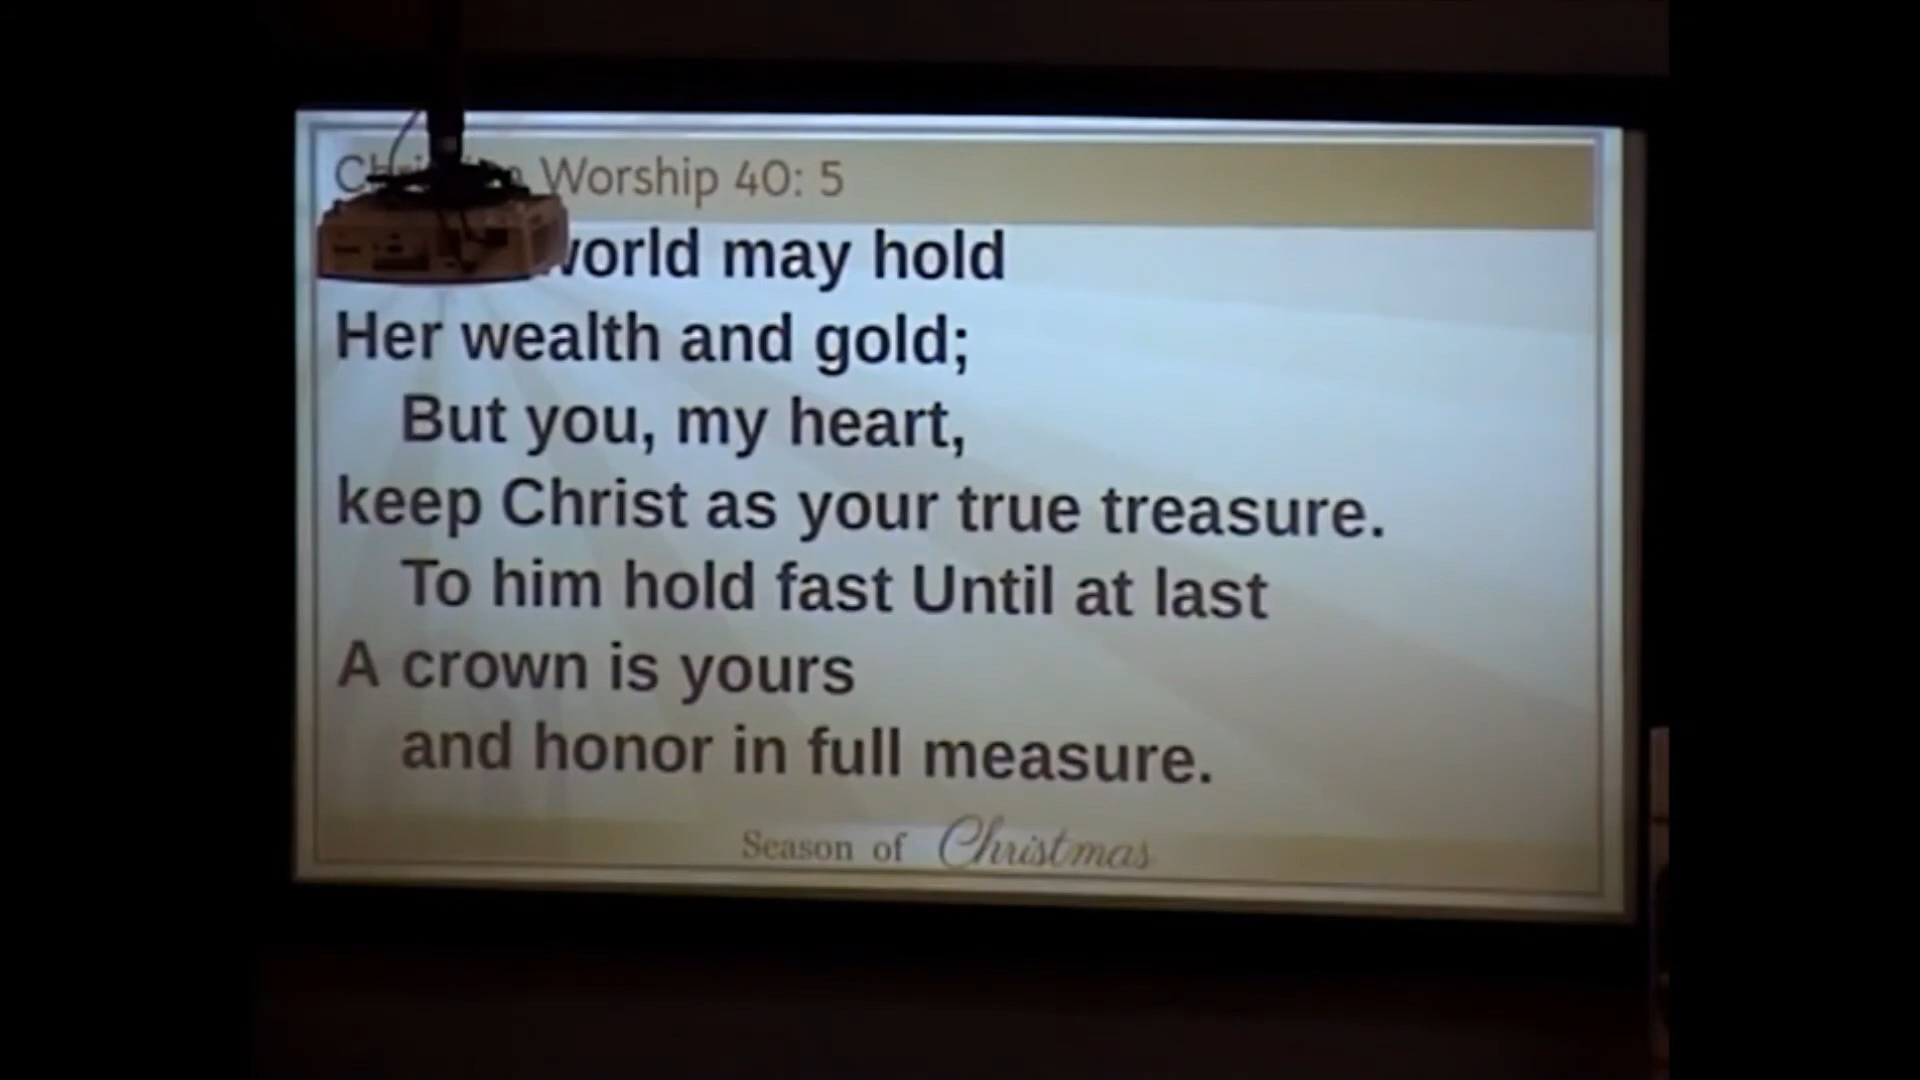 Worship 40: 5
world may hold
Her wealth and gold;
But you, my heart,
keep Christ as your true treasure.
To him hold fast Until at last
A crown is yours
and honor in full measure.
Season of Christmas